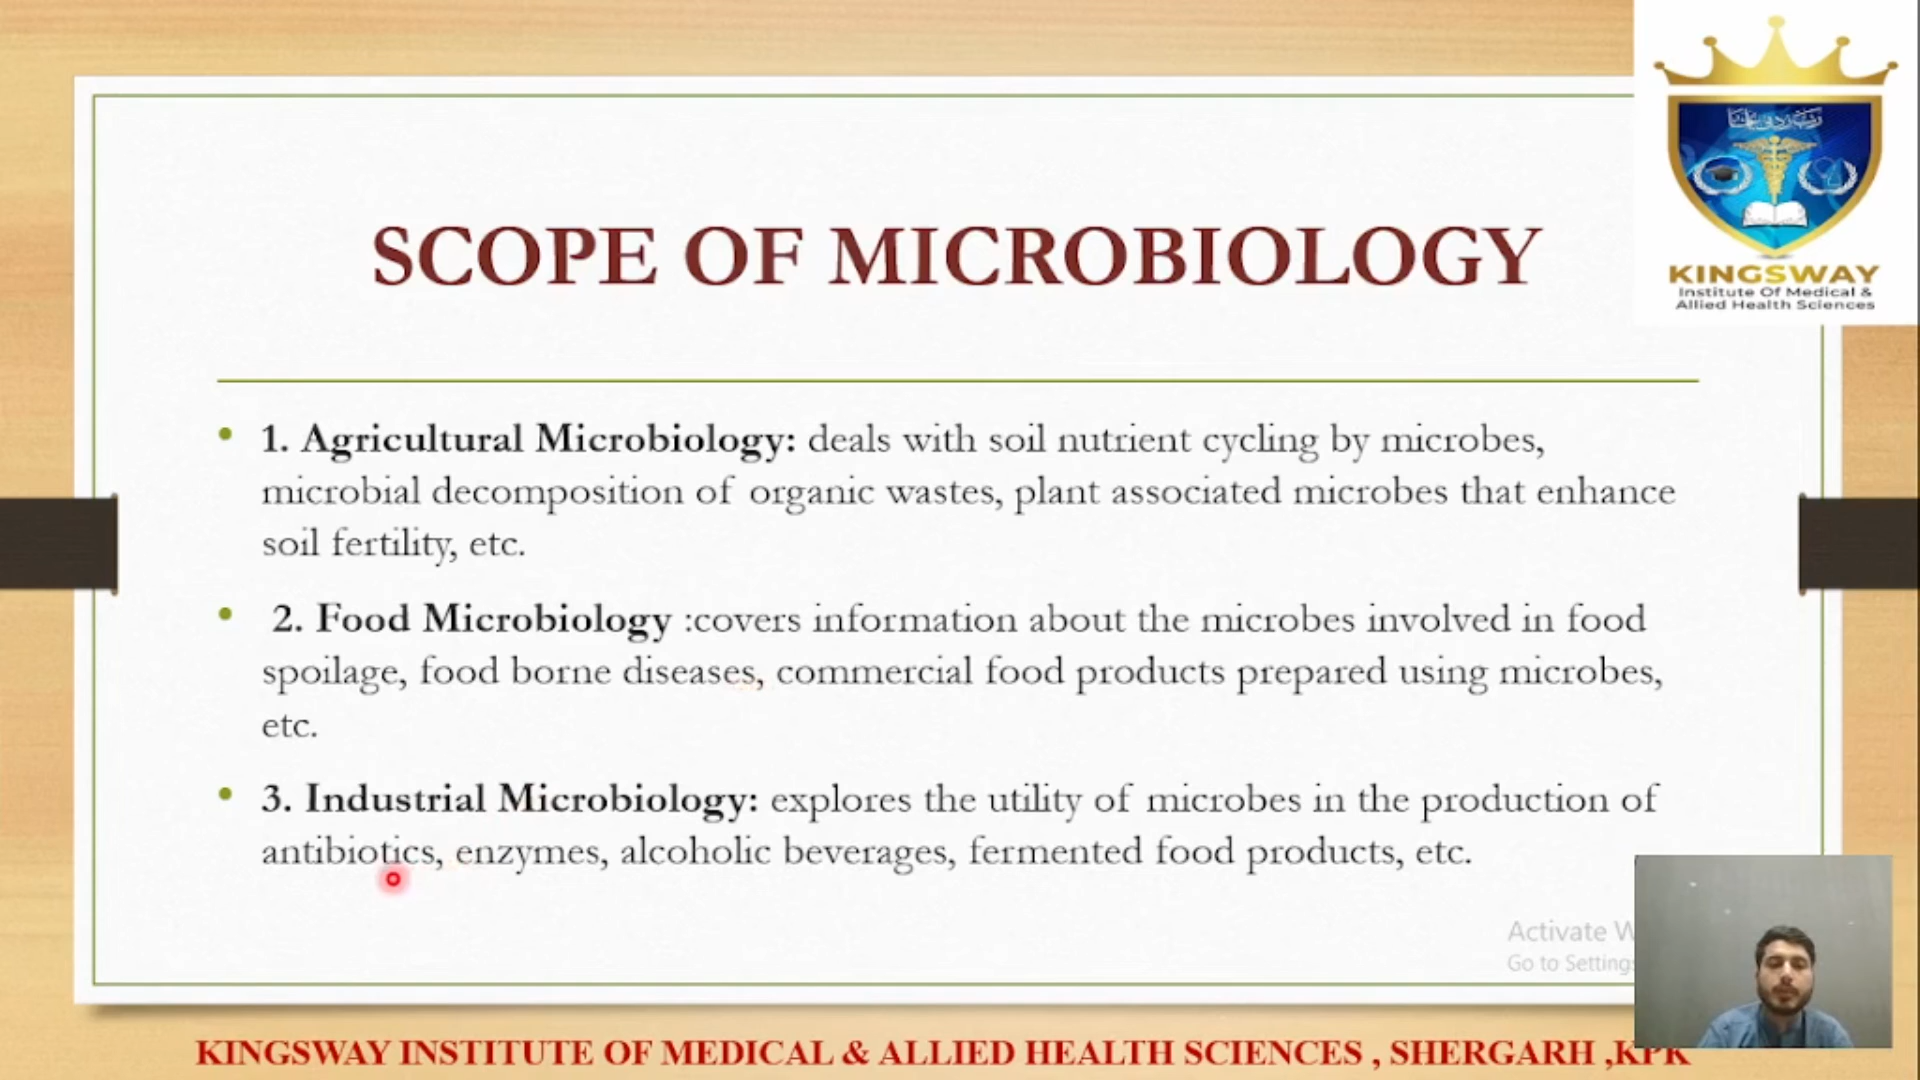 SCOPE OF MICROBIOLOGY
KINGSWAY
Institute Of Medical &
Allied Health Sciences
• 1. Agricultural Microbiology: deals with soil nutrient cycling by microbes,
microbial decomposition of organic wastes, plant associated microbes that enhance
soil fertility, etc.
• 2. Food Microbiology :covers information about the microbes involved in food
spoilage, food borne diseases, commercial food products prepared using microbes,
etc.
• 3. Industrial Microbiology: explores the utility of microbes in the production of
antibiotics, enzymes, alcoholic beverages, fermented food products, etc.
Activate
Go to Settings
KINGSWAY INSTITUTE OF MEDICAL & ALLIED HEALTH SCIENCES , SHERGARH ,KPK